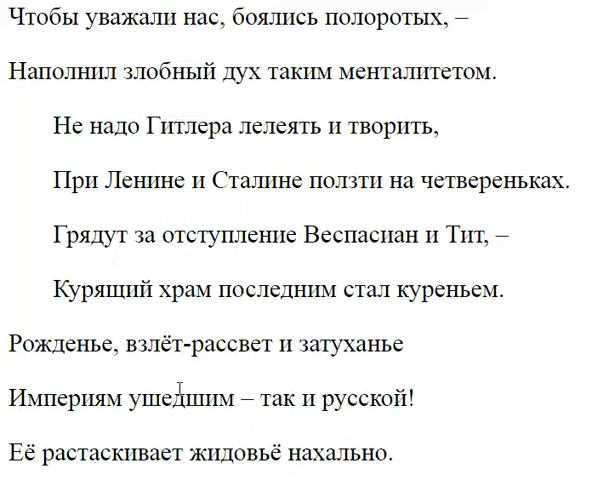 Чтобы уважали нас, боялись полоротых, –
Наполнил злобный дух таким менталитетом.
Не надо Гитлера лелеять и творить,
При Ленине и Сталине ползти на четвереньках.
Грядут за отступление Веспасиан и Тит, –
Курящий храм последним стал куреньем.
Рожденье, взлёт-рассвет и затуханье
Империям ушедшим – так и русской!
Её растаскивает жидовьё нахально.